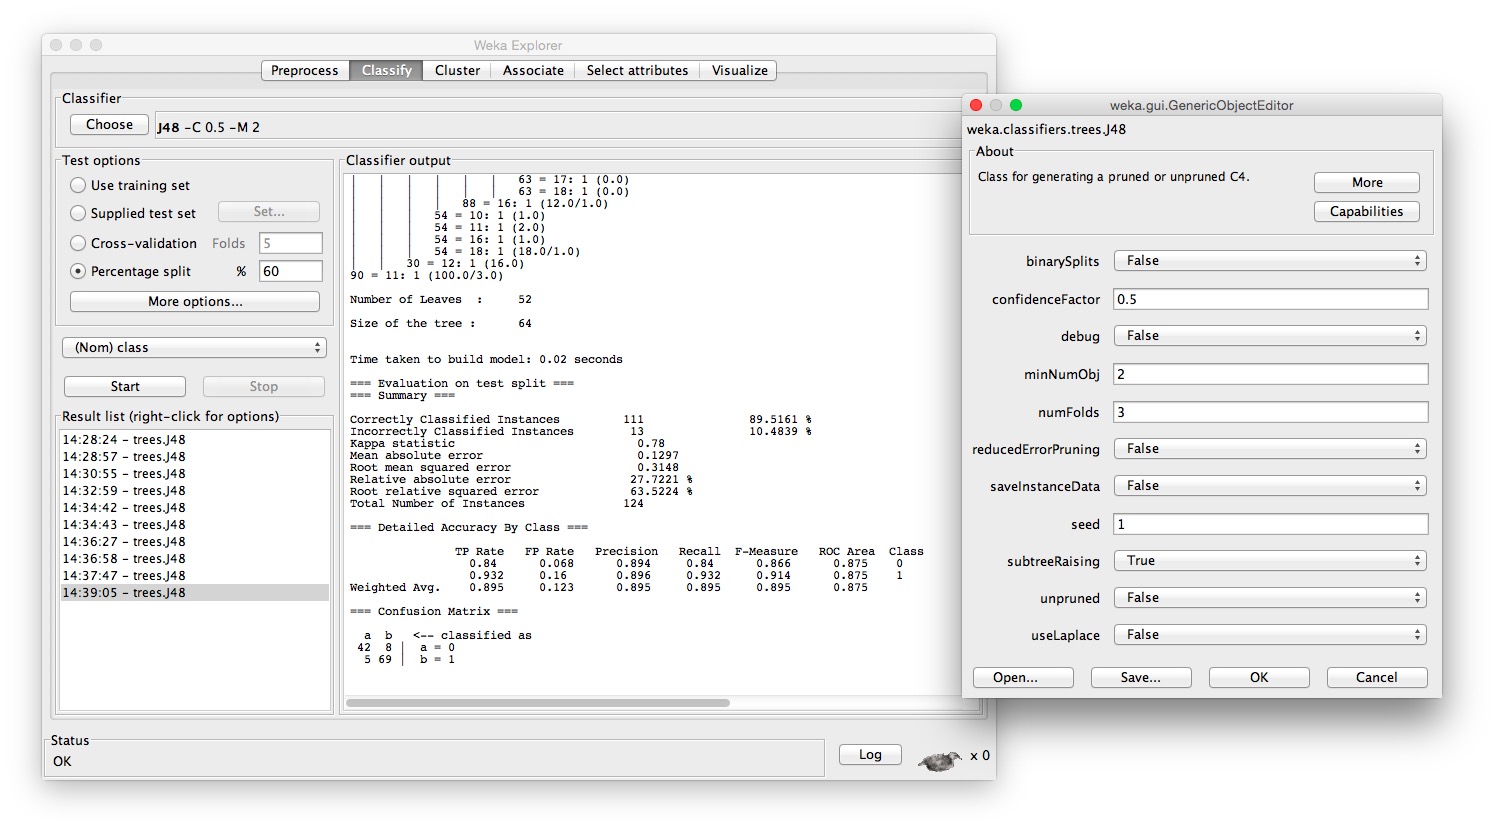 Weka Explorer
Preprocess Classify Cluster Associate Select attributes Visualize
Classifier
Choose J48 -C 0.5 -M 2
Test options
Use training set
Supplied test set Set...
Cross-validation Folds 5
Percentage split % 60
More options...
(Nom) class
Start Stop
Result list (right-click for options)
14:28:24 - trees.J48
14:28:57 - trees.J48
14:30:55 - trees.J48
14:32:59 - trees.J48
14:34:42 - trees.J48
14:34:43 - trees.J48
14:36:27 - trees.J48
14:36:58 - trees.J48
14:37:47 - trees.J48
14:39:05 - trees.J48
Classifier output
| | | | | | 63 = 17: 1 (0.0)
| | | | | | 63 = 18: 1 (0.0)
| | | | 88 = 16: 1 (12.0/1.0)
| | | 54 = 10: 1 (1.0)
| | | 54 = 11: 1 (2.0)
| | | 54 = 16: 1 (1.0)
| | | 54 = 18: 1 (18.0/1.0)
| | 30 = 12: 1 (16.0)
90 = 11: 1 (100.0/3.0)
Number of Leaves : 52
Size of the tree : 64
Time taken to build model: 0.02 seconds
=== Evaluation on test split ===
=== Summary ===
Correctly Classified Instances 111 89.5161 %
Incorrectly Classified Instances 13 10.4839 %
Kappa statistic 0.78
Mean absolute error 0.1297
Root mean squared error 0.3148
Relative absolute error 27.7221 %
Root relative squared error 63.5224 %
Total Number of Instances 124
=== Detailed Accuracy By Class ===
TP Rate FP Rate Precision Recall F-Measure ROC Area Class
0.84 0.068 0.894 0.84 0.866 0.875 0
0.932 0.16 0.896 0.932 0.914 0.875 1
Weighted Avg. 0.895 0.123 0.895 0.895 0.895 0.875
=== Confusion Matrix ===
a b <-- classified as
42 8 | a = 0
5 69 | b = 1
Status
OK
Log
x 0
weka.gui.GenericObjectEditor
weka.classifiers.trees.J48
About
Class for generating a pruned or unpruned C4.
More
Capabilities
binarySplits False
confidenceFactor 0.5
debug False
minNumObj 2
numFolds 3
reducedErrorPruning False
saveInstanceData False
seed 1
subtreeRaising True
unpruned False
useLaplace False
Open... Save... OK Cancel